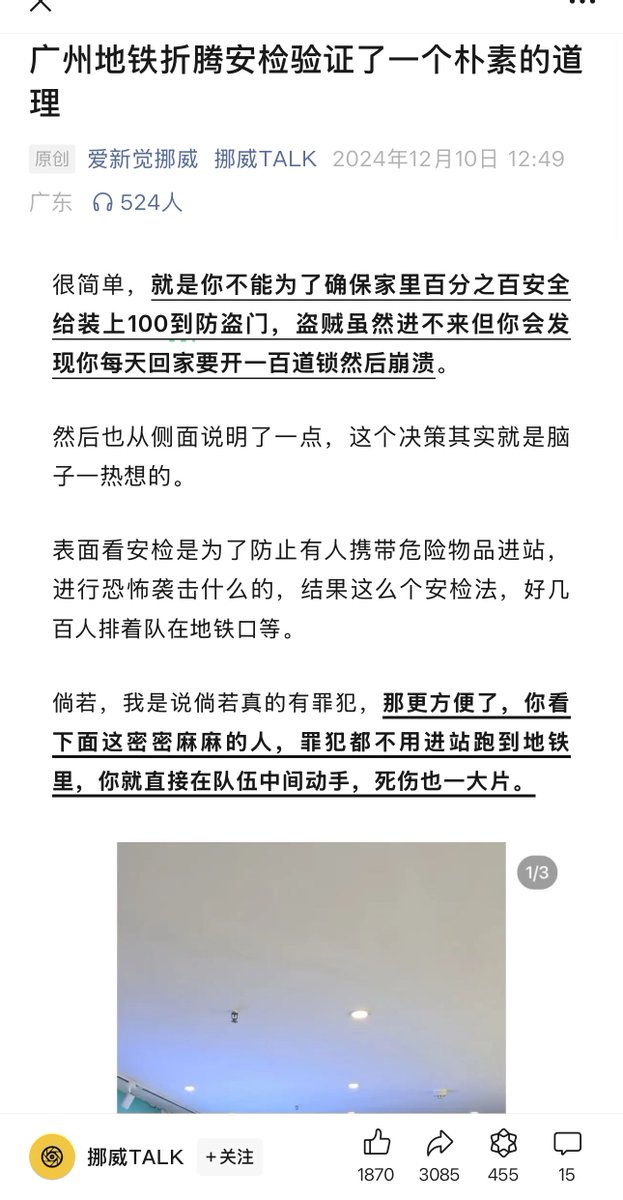 广州地铁折腾安检验证了一个朴素的道
理
原创 爱新觉挪威 挪威TALK 2024年12月10日 12:49
广东 524人
很简单，就是你不能为了确保家里百分之百安全
给装上100到防盗门，盗贼虽然进不来但你会发
现你每天回家要开一百道锁然后崩溃。
然后也从侧面说明了一点，这个决策其实就是脑
子一热想的。
表面看安检是为了防止有人携带危险物品进站，
进行恐怖袭击什么的，结果这么个安检法，好几
百人排着队在地铁口等。
倘若，我是说倘若真的有罪犯，那更方便了，你看
下面这密密麻麻的人，罪犯都不用进站跑到地铁
里，你就直接在队伍中间动手，死伤也一大片。
1/3
挪威TALK +关注 1870 3085 455 15